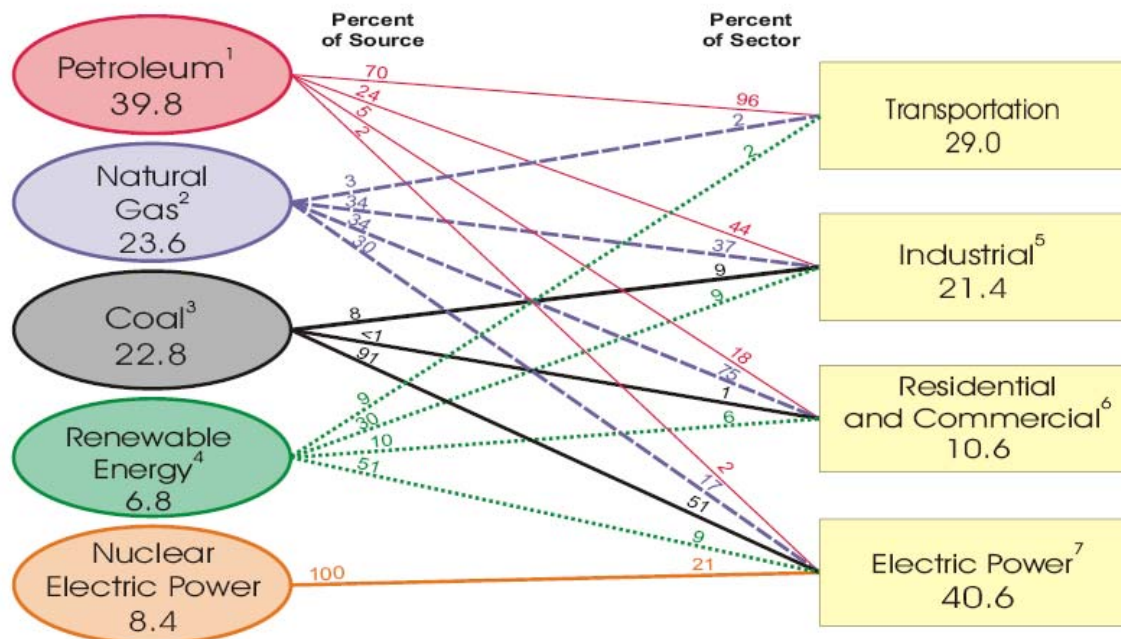 Percent
of Source
Percent
of Sector
Petroleum¹
39.8
Natural
Gas²
23.6
Coal³
22.8
Renewable
Energy⁴
6.8
Nuclear
Electric Power
8.4
70
24
5
2
3
34
34
30
8
<1
91
9
30
10
51
100
96
2
2
44
37
9
9
18
75
1
6
2
17
51
9
21
Transportation
29.0
Industrial⁵
21.4
Residential
and Commercial⁶
10.6
Electric Power⁷
40.6